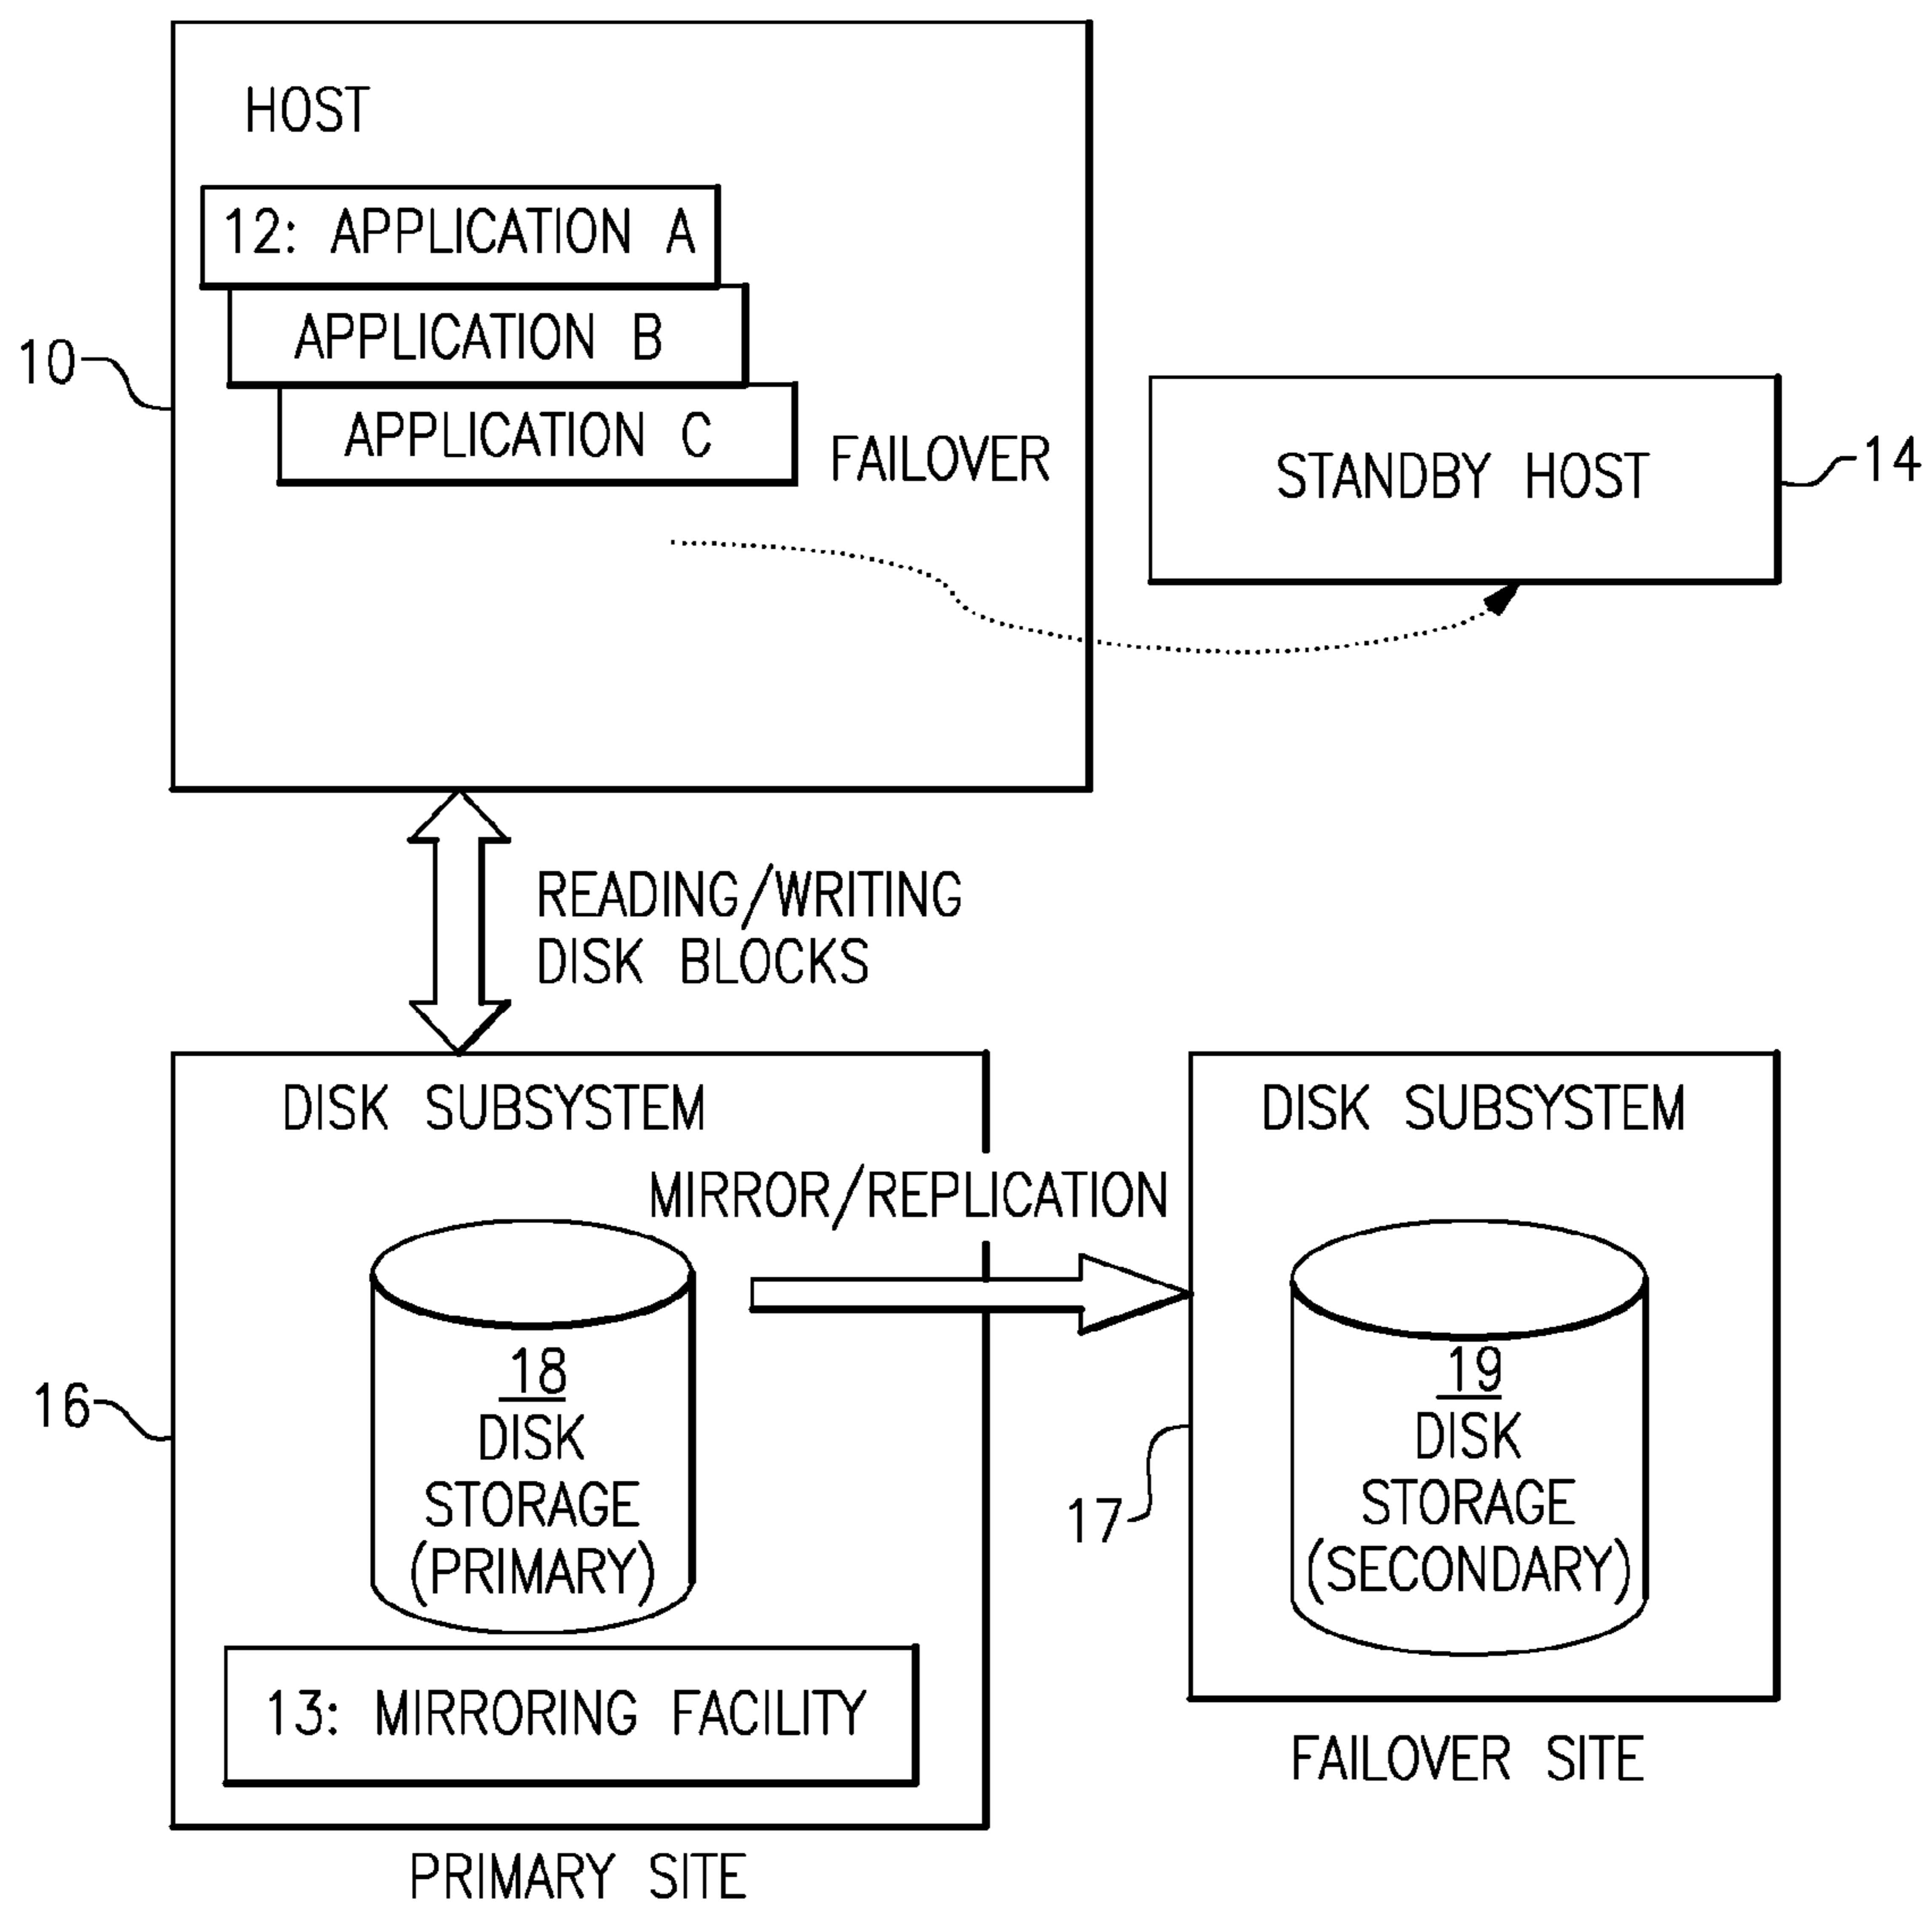 HOST
12: APPLICATION A
APPLICATION B
10
APPLICATION C
FAILOVER
STANDBY HOST
14
READING/WRITING
DISK BLOCKS
DISK SUBSYSTEM
DISK SUBSYSTEM
MIRROR/REPLICATION
16
18
DISK
STORAGE
(PRIMARY)
17
19
DISK
STORAGE
(SECONDARY)
13: MIRRORING FACILITY
FAILOVER SITE
PRIMARY SITE